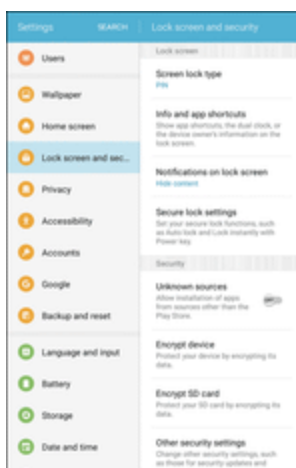 Settings
SEARCH
Users
Wallpaper
Home screen
Lock screen and sec...
Privacy
Accessibility
Accounts
Google
Backup and reset
Language and input
Battery
Storage
Date and time
Lock screen and security
Lock screen
Screen lock type
PIN
Info and app shortcuts
Show app shortcuts, the dual clock, or
the device owner's information on the
lock screen.
Notifications on lock screen
Hide content
Secure lock settings
Set your secure lock functions, such
as Auto lock and Lock instantly with
Power key.
Security
Unknown sources
Allow installation of apps
from sources other than the
Play Store.
OFF
Encrypt device
Protect your device by encrypting its
data.
Encrypt SD card
Protect your SD card by encrypting its
data.
Other security settings
Change other security settings, such
as those for security updates and